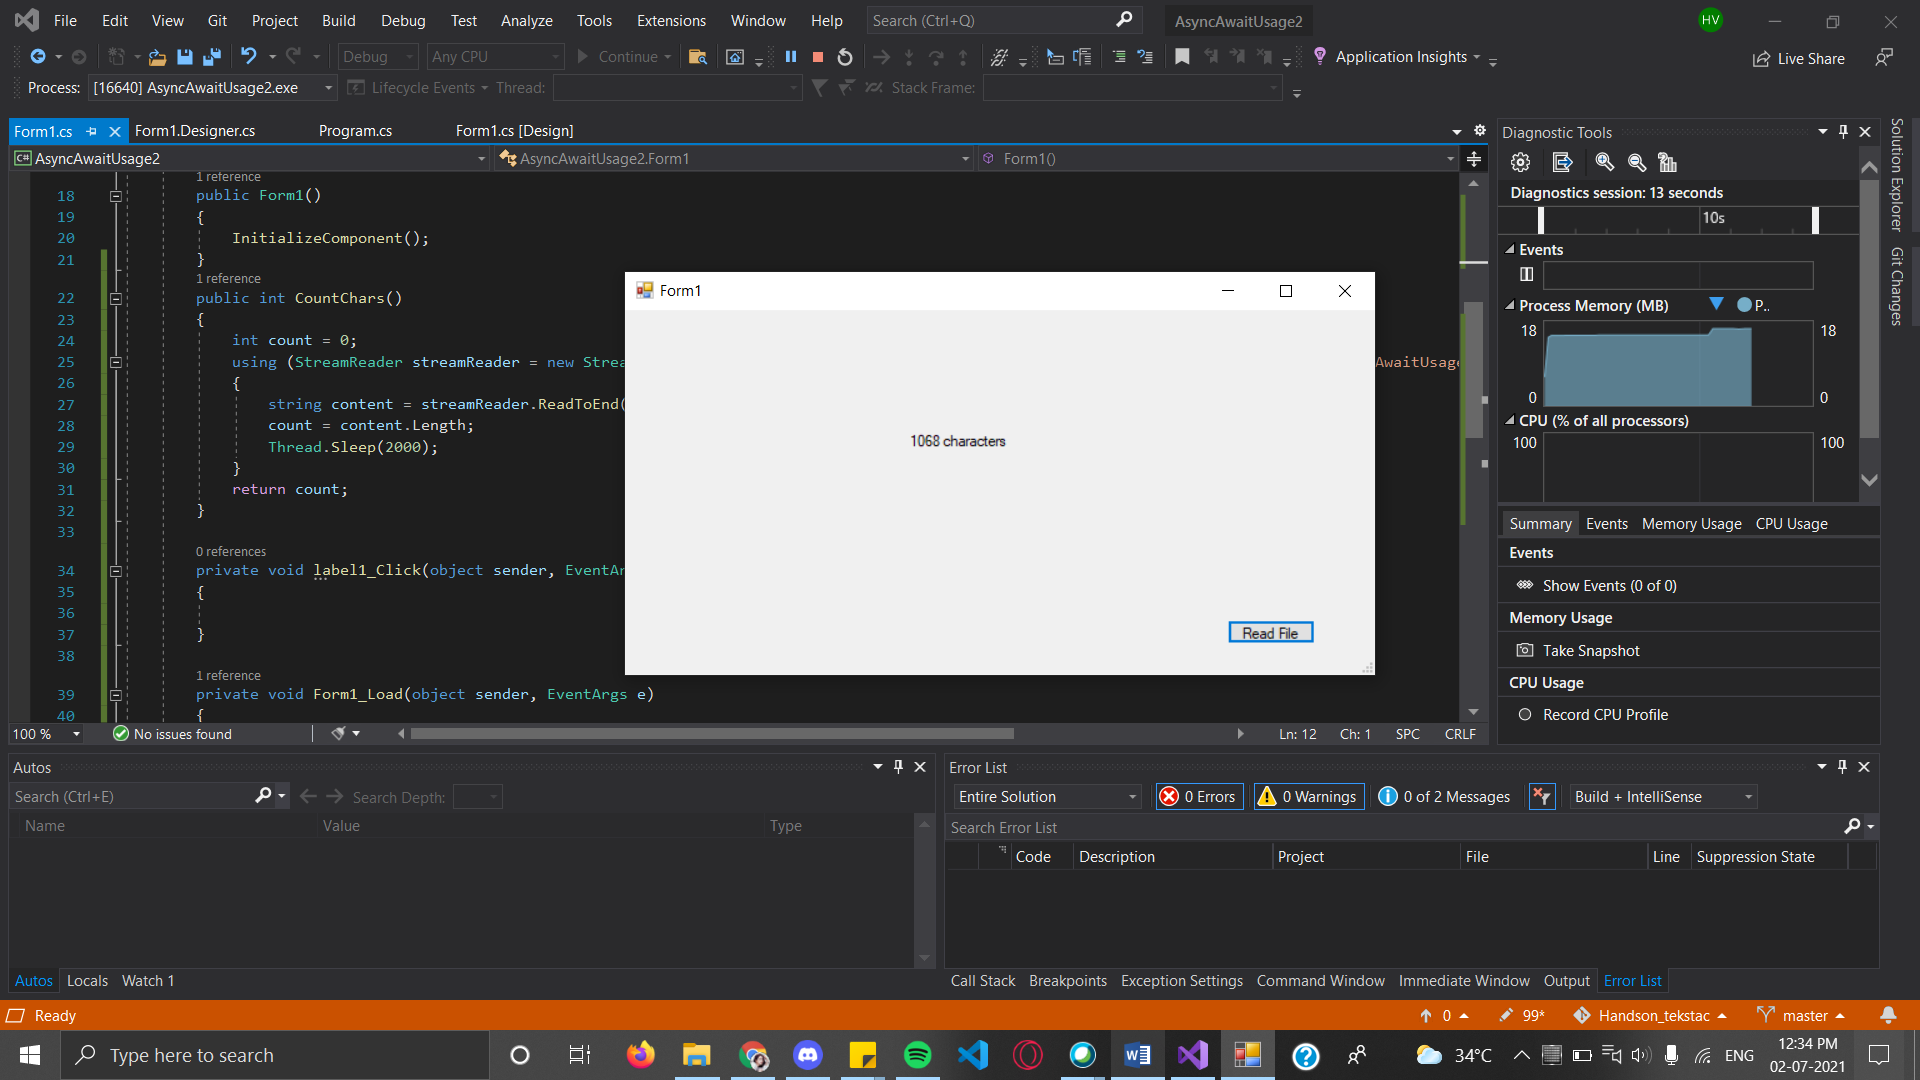 File Edit View Git Project Build Debug Test Analyze Tools Extensions Window Help Search (Ctrl+Q) AsyncAwaitUsage2 HV
Debug Any CPU Continue Application Insights Live Share
Process: [16640] AsyncAwaitUsage2.exe Lifecycle Events Thread: Stack Frame:
Form1.cs Form1.Designer.cs Program.cs Form1.cs [Design]
C# AsyncAwaitUsage2 AsyncAwaitUsage2.Form1 Form1()
1 reference
18 public Form1()
19 {
20 InitializeComponent();
21 }
1 reference
22 public int CountChars()
23 {
24 int count = 0;
25 using (StreamReader streamReader = new Strea AwaitUsage
26 {
27 string content = streamReader.ReadToEnd(
28 count = content.Length;
29 Thread.Sleep(2000);
30 }
31 return count;
32 }
33
0 references
34 private void label1_Click(object sender, EventAr
35 {
36
37 }
38
1 reference
39 private void Form1_Load(object sender, EventArgs e)
40 {
100 % No issues found Ln: 12 Ch: 1 SPC CRLF
Form1
1068 characters
Read File
Diagnostic Tools
Diagnostics session: 13 seconds
10s
Events
Process Memory (MB) P..
18 18
0 0
CPU (% of all processors)
100 100
Summary Events Memory Usage CPU Usage
Events
Show Events (0 of 0)
Memory Usage
Take Snapshot
CPU Usage
Record CPU Profile
Solution Explorer
Git Changes
Autos
Search (Ctrl+E) Search Depth:
Name Value Type
Autos Locals Watch 1
Error List
Entire Solution 0 Errors 0 Warnings 0 of 2 Messages Build + IntelliSense
Search Error List
Code Description Project File Line Suppression State
Call Stack Breakpoints Exception Settings Command Window Immediate Window Output Error List
Ready 0 99* Handson_tekstac master
Type here to search 34°C ENG 12:34 PM
02-07-2021